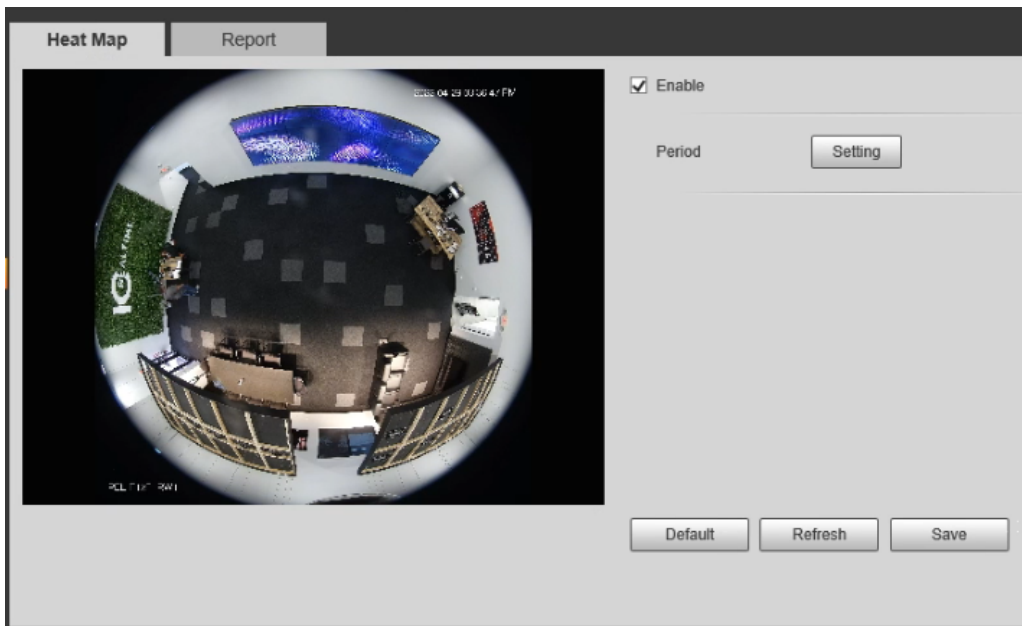 Heat Map
Report
Enable
Period
Setting
Default
Refresh
Save